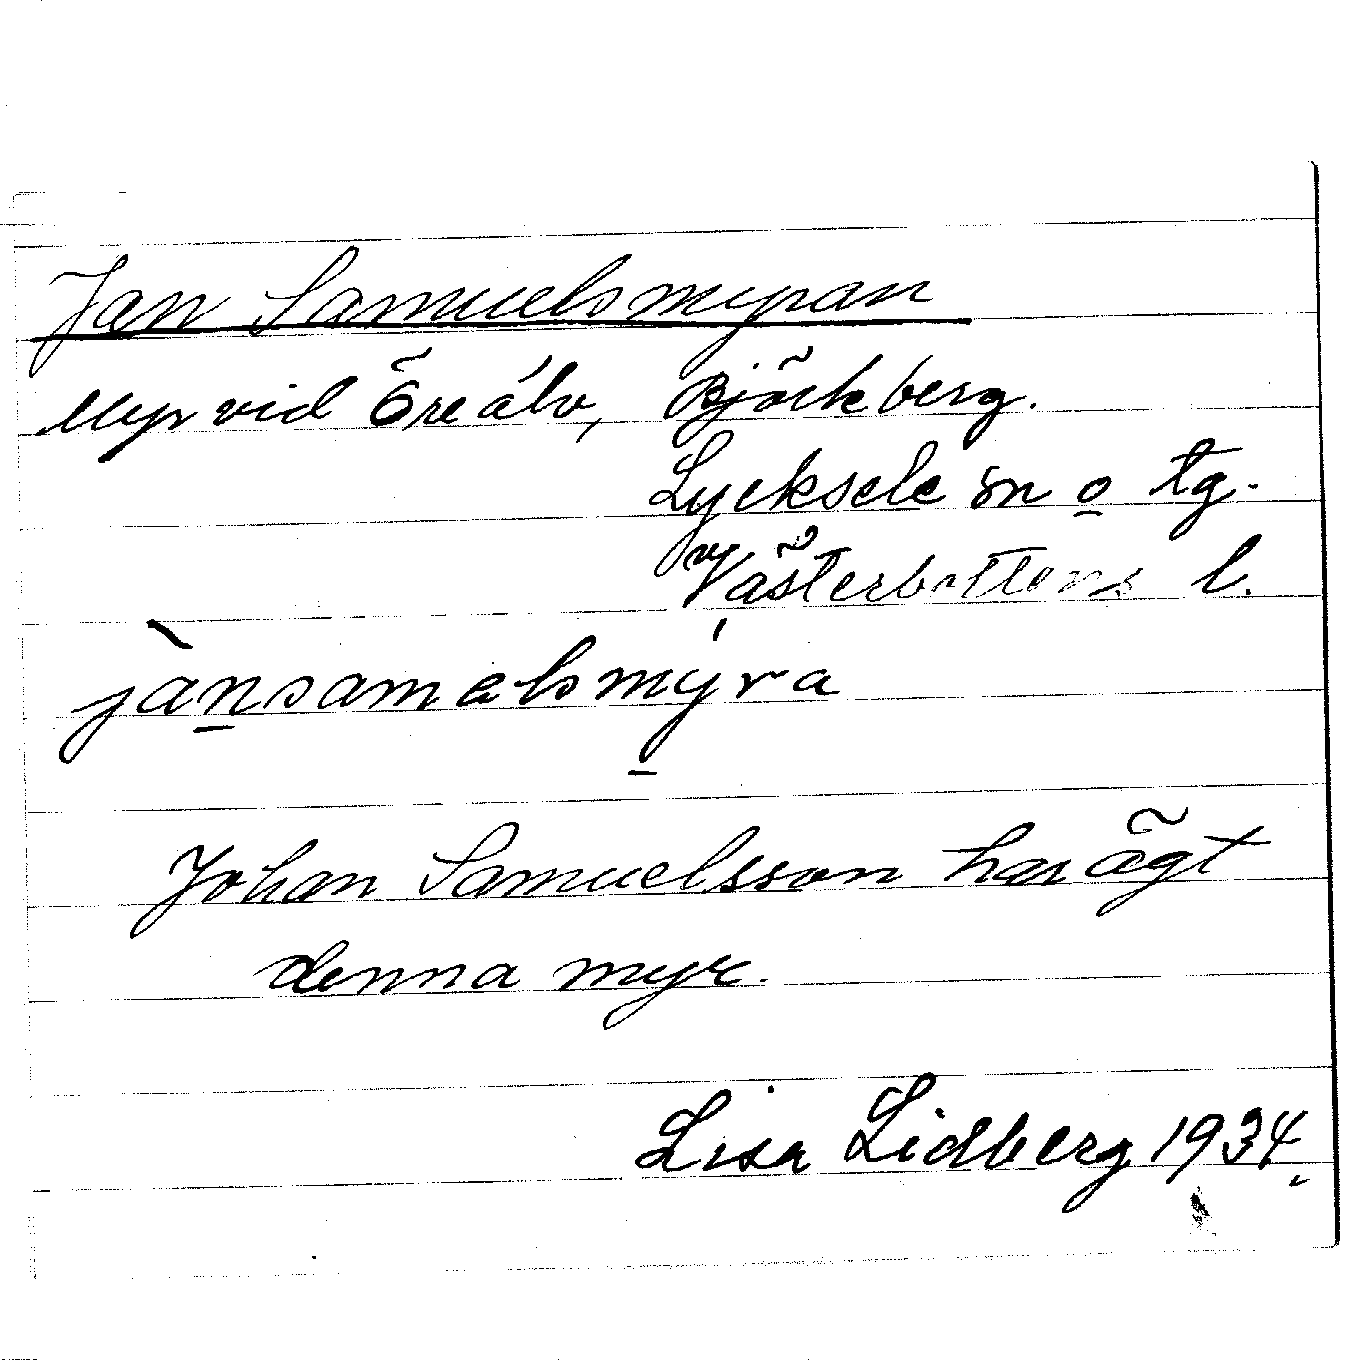 Jan Samuelsmyran
Myr vid Öreälv, Björkberg.
Lycksele sn o tg.
Västerbottens l.
jànsamelsmýra
Johan Samuelsson har ägt
denna myr.
Lisa Lidberg 1934.